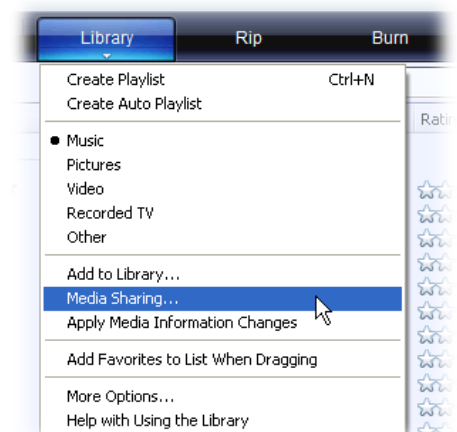 Library Rip Burn
Create Playlist Ctrl+N
Create Auto Playlist
Music
Pictures
Video
Recorded TV
Other
Add to Library...
Media Sharing...
Apply Media Information Changes
Add Favorites to List When Dragging
More Options...
Help with Using the Library